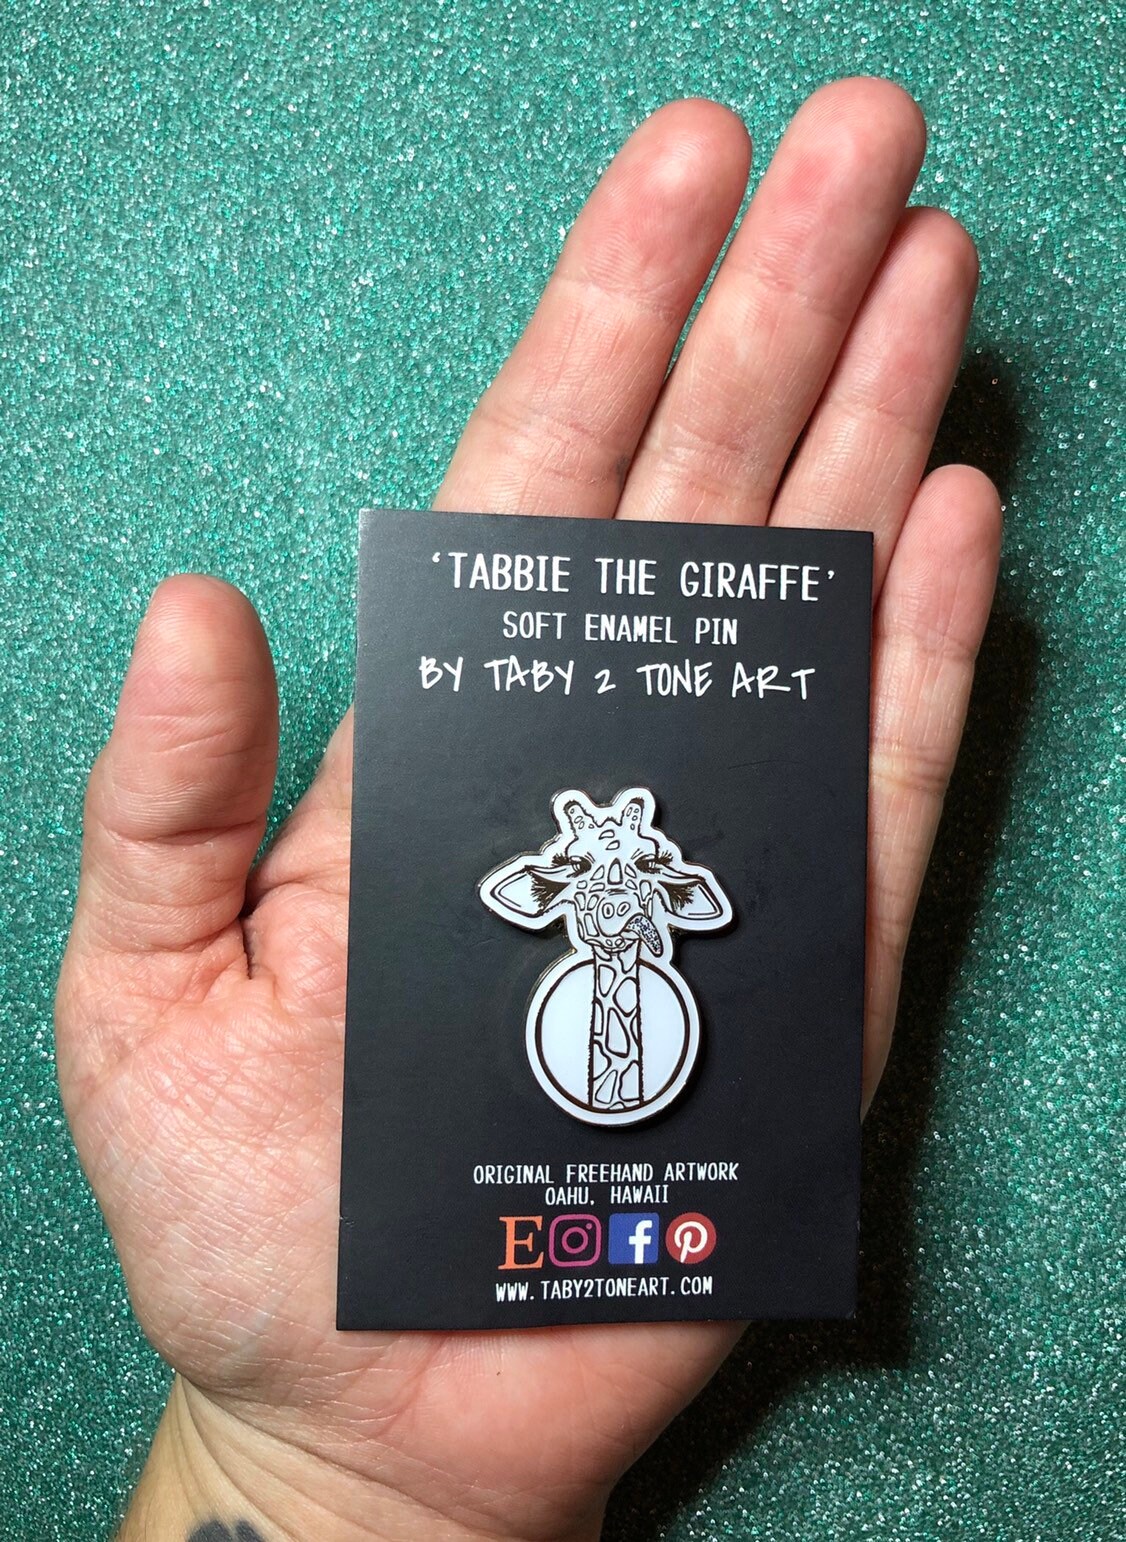 ‘TABBIE THE GIRAFFE’
SOFT ENAMEL PIN
BY TABY 2 TONE ART
ORIGINAL FREEHAND ARTWORK
OAHU, HAWAII
WWW.TABY2TONEART.COM